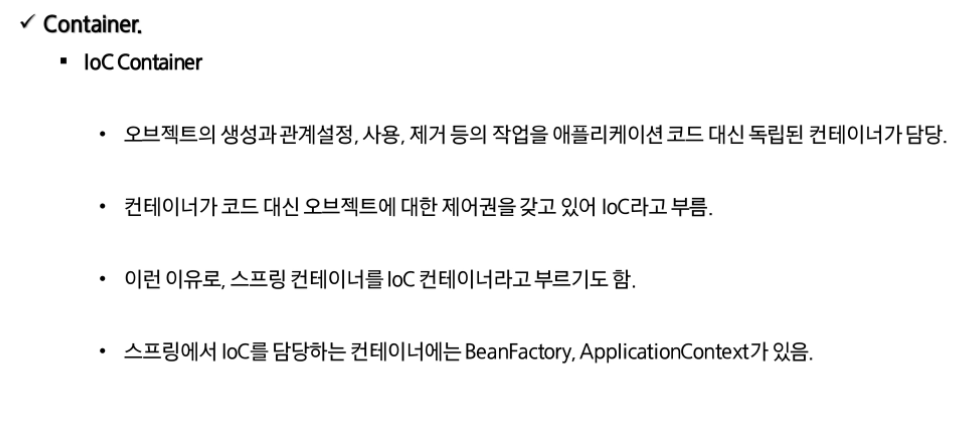 ✓ Container.
▪ IoC Container
• 오브젝트의 생성과 관계설정, 사용, 제거 등의 작업을 애플리케이션 코드 대신 독립된 컨테이너가 담당.
• 컨테이너가 코드 대신 오브젝트에 대한 제어권을 갖고 있어 IoC라고 부름.
• 이런 이유로, 스프링 컨테이너를 IoC 컨테이너라고 부르기도 함.
• 스프링에서 IoC를 담당하는 컨테이너에는 BeanFactory, ApplicationContext가 있음.